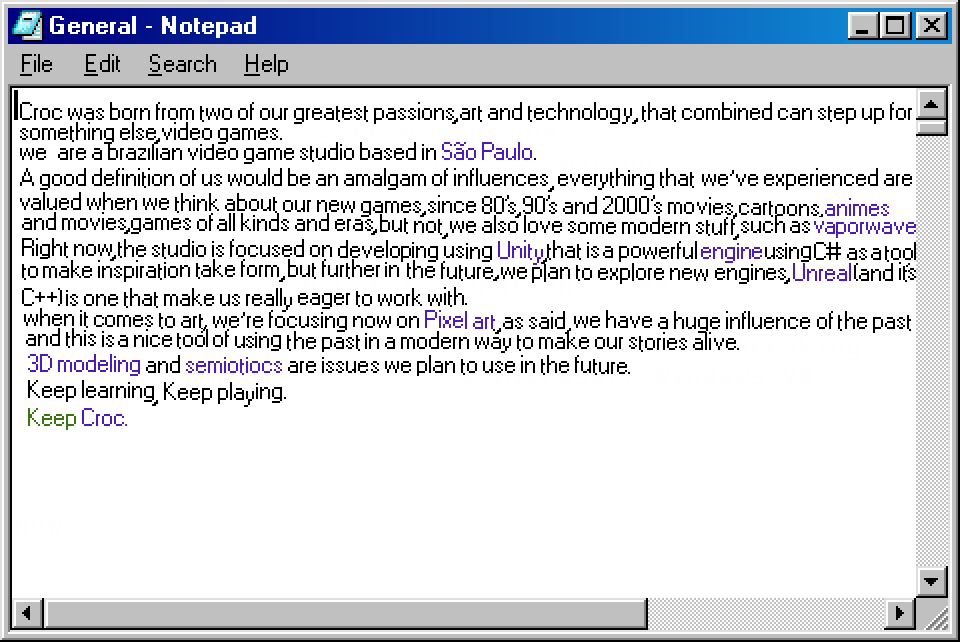 General - Notepad
File Edit Search Help
Croc was born from two of our greatest passions,art and technology,that combined can step up for
something else,video games.
we are a brazilian video game studio based in São Paulo.
A good definition of us would be an amalgam of influences, everything that we've experienced are
valued when we think about our new games,since 80's,90's and 2000's movies,cartoons,animes
and movies,games of all kinds and eras,but not,we also love some modern stuff,such as vaporwave
Right now,the studio is focused on developing using Unity,that is a powerful engine using C# as a tool
to make inspiration take form,but further in the future,we plan to explore new engines,Unreal(and it's
C++)is one that make us really eager to work with.
when it comes to art, we're focusing now on Pixel art,as said, we have a huge influence of the past
and this is a nice tool of using the past in a modern way to make our stories alive.
3D modeling and semiotiocs are issues we plan to use in the future.
Keep learning, Keep playing.
Keep Croc.